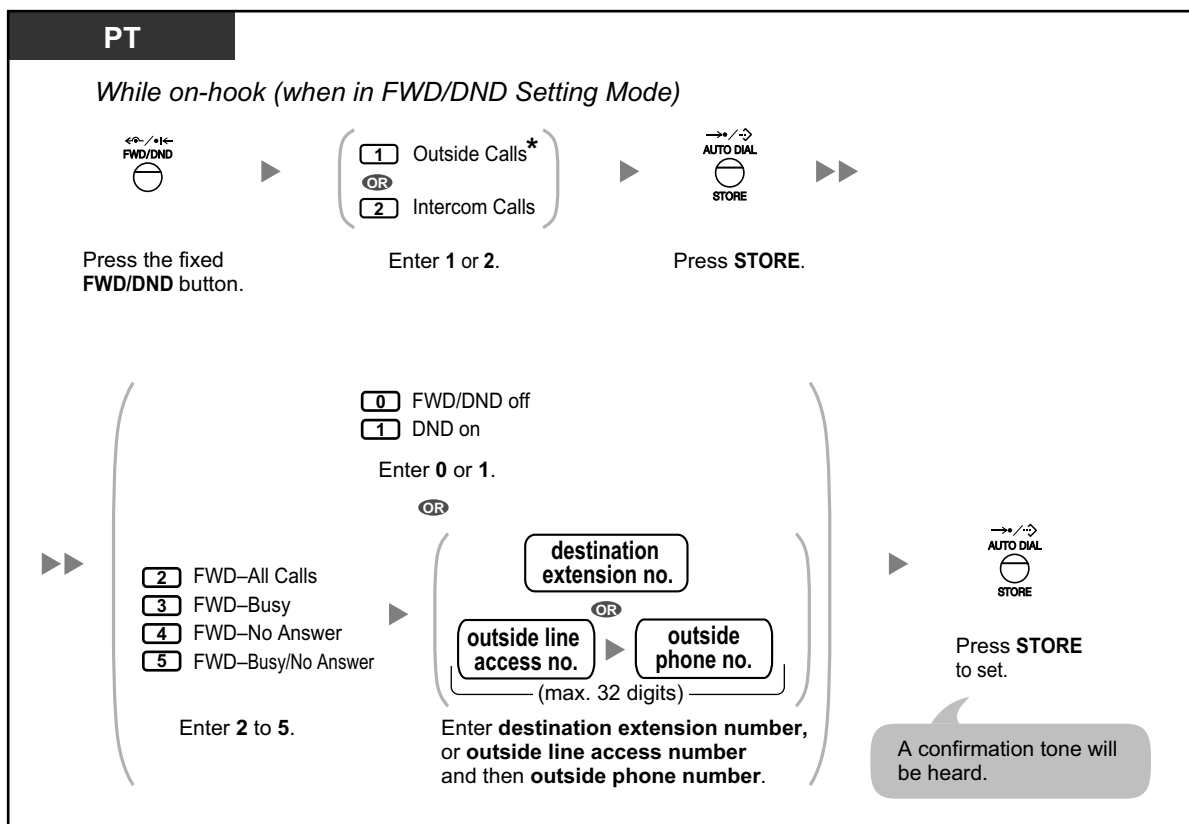 PT
While on-hook (when in FWD/DND Setting Mode)
FWD/DND
Press the fixed
FWD/DND button.
1 Outside Calls*
OR
2 Intercom Calls
Enter 1 or 2.
AUTO DIAL
STORE
Press STORE.
0 FWD/DND off
1 DND on
Enter 0 or 1.
OR
2 FWD–All Calls
3 FWD–Busy
4 FWD–No Answer
5 FWD–Busy/No Answer
Enter 2 to 5.
destination
extension no.
OR
outside line
access no.
outside
phone no.
(max. 32 digits)
Enter destination extension number,
or outside line access number
and then outside phone number.
AUTO DIAL
STORE
Press STORE
to set.
A confirmation tone will
be heard.